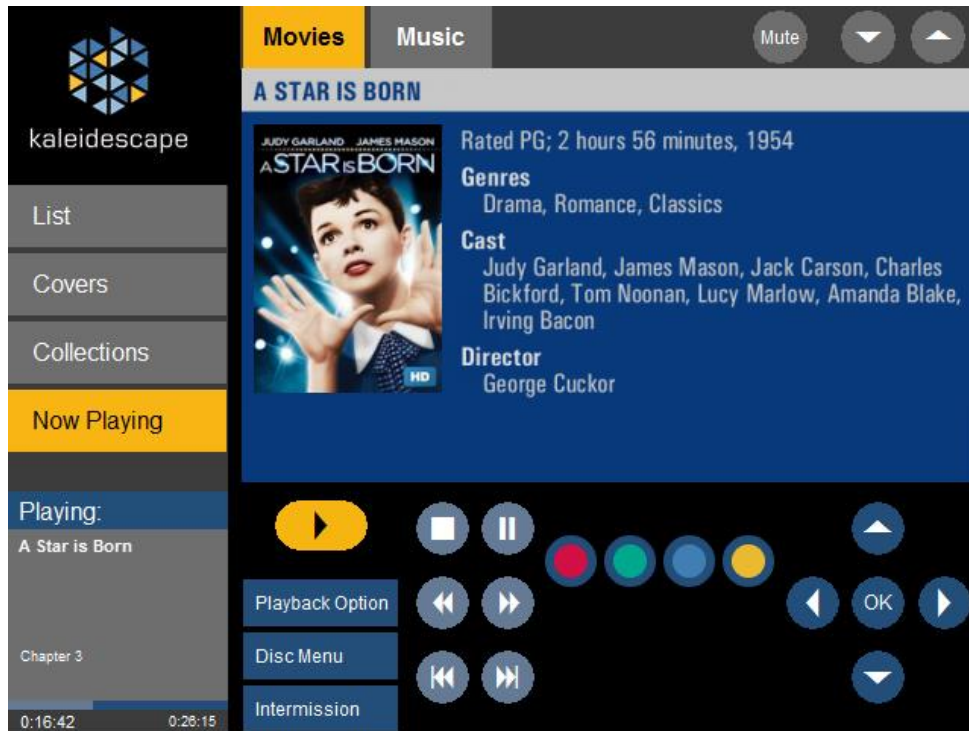 Movies
Music
Mute
kaleidescape
A STAR IS BORN
JUDY GARLAND JAMES MASON
A STAR IS BORN
HD
Rated PG; 2 hours 56 minutes, 1954
Genres
Drama, Romance, Classics
Cast
Judy Garland, James Mason, Jack Carson, Charles
Bickford, Tom Noonan, Lucy Marlow, Amanda Blake,
Irving Bacon
Director
George Cuckor
List
Covers
Collections
Now Playing
Playing:
A Star is Born
Chapter 3
0:16:42
0:26:15
Playback Option
Disc Menu
Intermission
OK